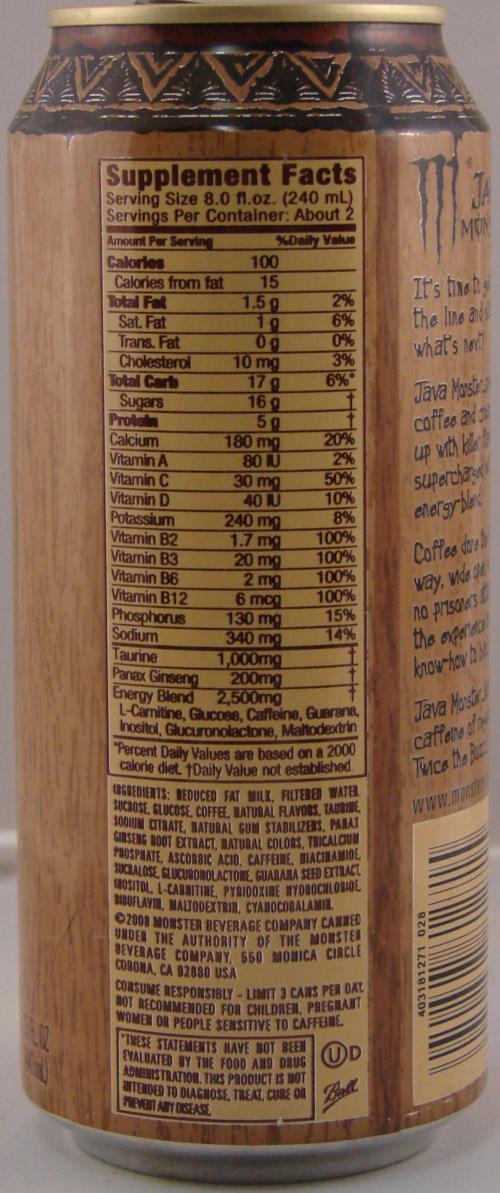 Supplement Facts
Serving Size 8.0 fl.oz. (240 mL)
Servings Per Container: About 2
Amount Per Serving %Daily Value
Calories 100
Calories from fat 15
Total Fat 1.5 g 2%
Sat. Fat 1 g 6%
Trans. Fat 0 g 0%
Cholesterol 10 mg 3%
Total Carb 17 g 6%*
Sugars 16 g †
Protein 5 g †
Calcium 180 mg 20%
Vitamin A 80 IU 2%
Vitamin C 30 mg 50%
Vitamin D 40 IU 10%
Potassium 240 mg 8%
Vitamin B2 1.7 mg 100%
Vitamin B3 20 mg 100%
Vitamin B6 2 mg 100%
Vitamin B12 6 mcg 100%
Phosphorus 130 mg 15%
Sodium 340 mg 14%
Taurine 1,000mg †
Panax Ginseng 200mg †
Energy Blend 2,500mg †
L-Carnitine, Glucose, Caffeine, Guarana,
Inositol, Glucuronolactone, Maltodextrin
*Percent Daily Values are based on a 2000
calorie diet. †Daily Value not established.
INGREDIENTS: REDUCED FAT MILK, FILTERED WATER,
SUCROSE, GLUCOSE, COFFEE, NATURAL FLAVORS, TAURINE,
SODIUM CITRATE, NATURAL GUM STABILIZERS, PANAX
GINSENG ROOT EXTRACT, NATURAL COLORS, TRICALCIUM
PHOSPHATE, ASCORBIC ACID, CAFFEINE, NIACINAMIDE,
SUCRALOSE, GLUCURONOLACTONE, GUARANA SEED EXTRACT,
INOSITOL, L-CARNITINE, PYRIDOXINE HYDROCHLORIDE,
RIBOFLAVIN, MALTODEXTRIN, CYANOCOBALAMIN.
©2008 MONSTER BEVERAGE COMPANY CANNED
UNDER THE AUTHORITY OF THE MONSTER
BEVERAGE COMPANY, 550 MONICA CIRCLE
CORONA, CA 92880 USA
CONSUME RESPONSIBLY - LIMIT 3 CANS PER DAY,
NOT RECOMMENDED FOR CHILDREN, PREGNANT
WOMEN OR PEOPLE SENSITIVE TO CAFFEINE.
*THESE STATEMENTS HAVE NOT BEEN
EVALUATED BY THE FOOD AND DRUG
ADMINISTRATION. THIS PRODUCT IS NOT
INTENDED TO DIAGNOSE, TREAT, CURE OR
PREVENT ANY DISEASE.
U D
Ball
It's time to
the line and
what's next?
Java Monster
coffee and
up with killer
supercharged
energy blend.
Coffee done the
way, wide open
no prisoners
the experience
know-how to
Java Monster
caffeine of
Twice the Buzz
www.monster
403181271 028
FL OZ